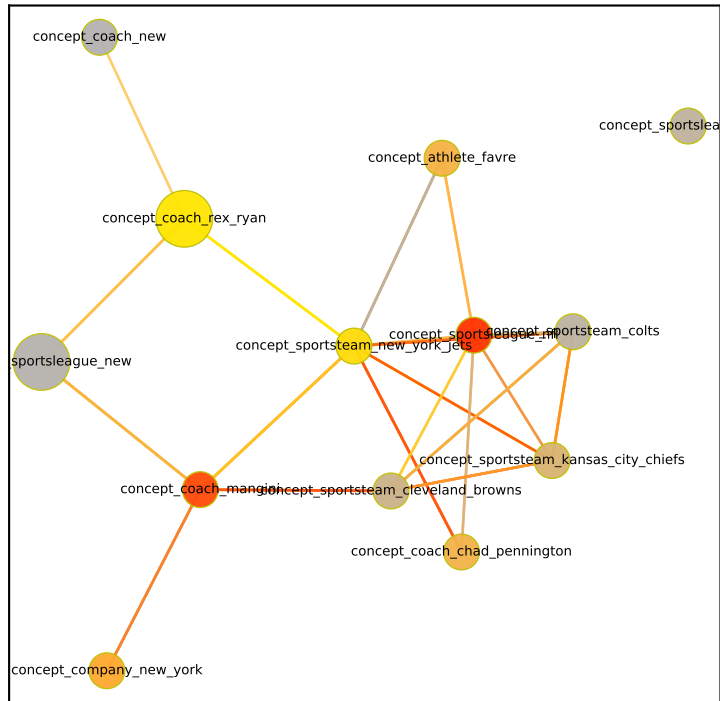 concept_coach_new
concept_sportslea
concept_athlete_favre
concept_coach_rex_ryan
concept_sportsteam_colts
concept_sportsteam_new_york_jets
sportsleague_new
concept_sportsteam_kansas_city_chiefs
concept_coach_mangini
concept_sportsteam_cleveland_browns
concept_coach_chad_pennington
concept_company_new_york